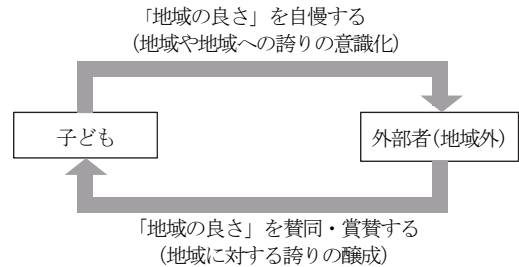 「地域の良さ」を自慢する
(地域や地域への誇りの意識化)
子ども
外部者(地域外)
「地域の良さ」を賛同・賞賛する
(地域に対する誇りの醸成)